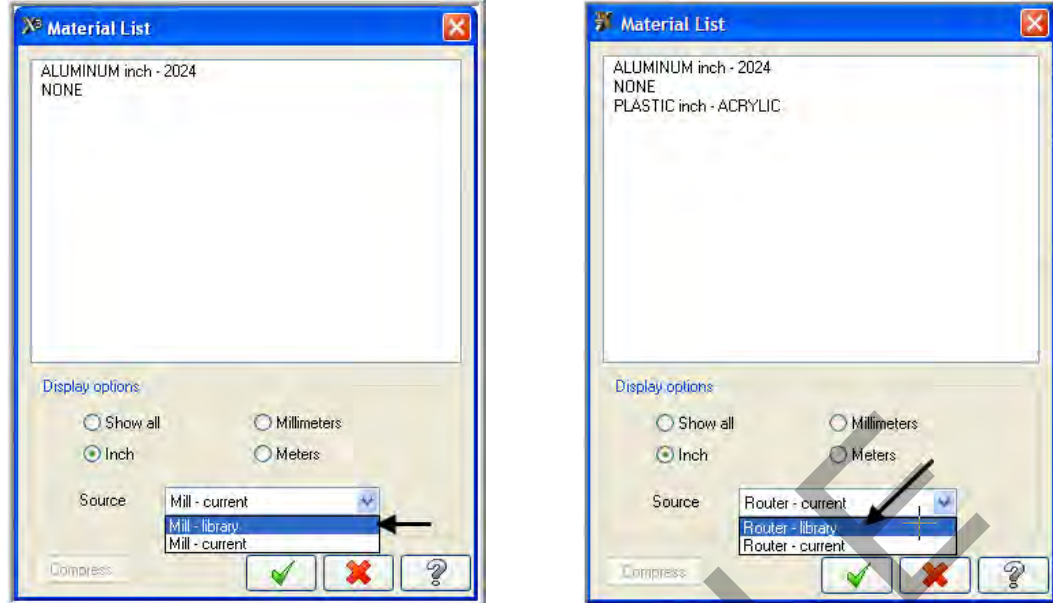 X³ Material List
ALUMINUM inch - 2024
NONE
Display options
Show all
Millimeters
Inch
Meters
Source
Mill - current
Mill - library
Mill - current
Compress
Material List
ALUMINUM inch - 2024
NONE
PLASTIC inch - ACRYLIC
Display options
Show all
Millimeters
Inch
Meters
Source
Router - current
Router - library
Router - current
Compress